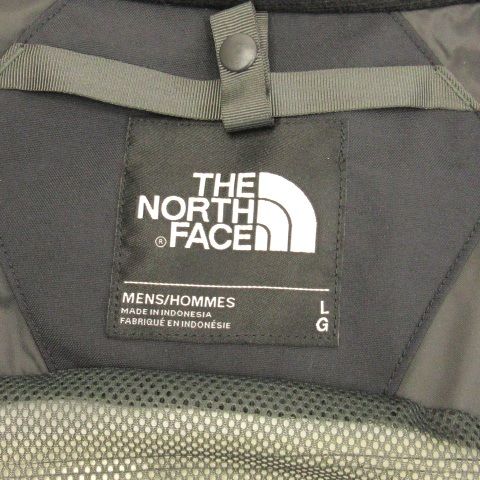 THE
NORTH
® FACE
MENS/HOMMES
MADE IN INDONESIA
FABRIQUÉ EN INDONÉSIE
L
G